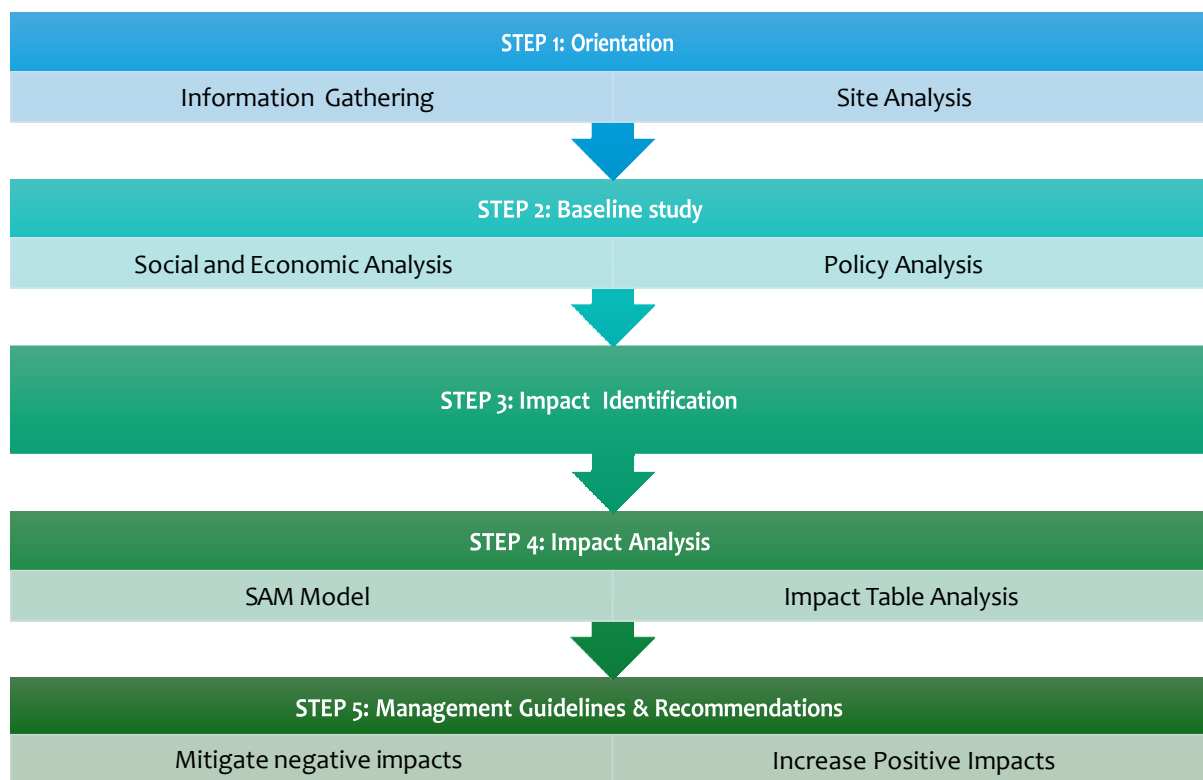 STEP 1: Orientation
Information Gathering
Site Analysis
STEP 2: Baseline study
Social and Economic Analysis
Policy Analysis
STEP 3: Impact Identification
STEP 4: Impact Analysis
SAM Model
Impact Table Analysis
STEP 5: Management Guidelines & Recommendations
Mitigate negative impacts
Increase Positive Impacts